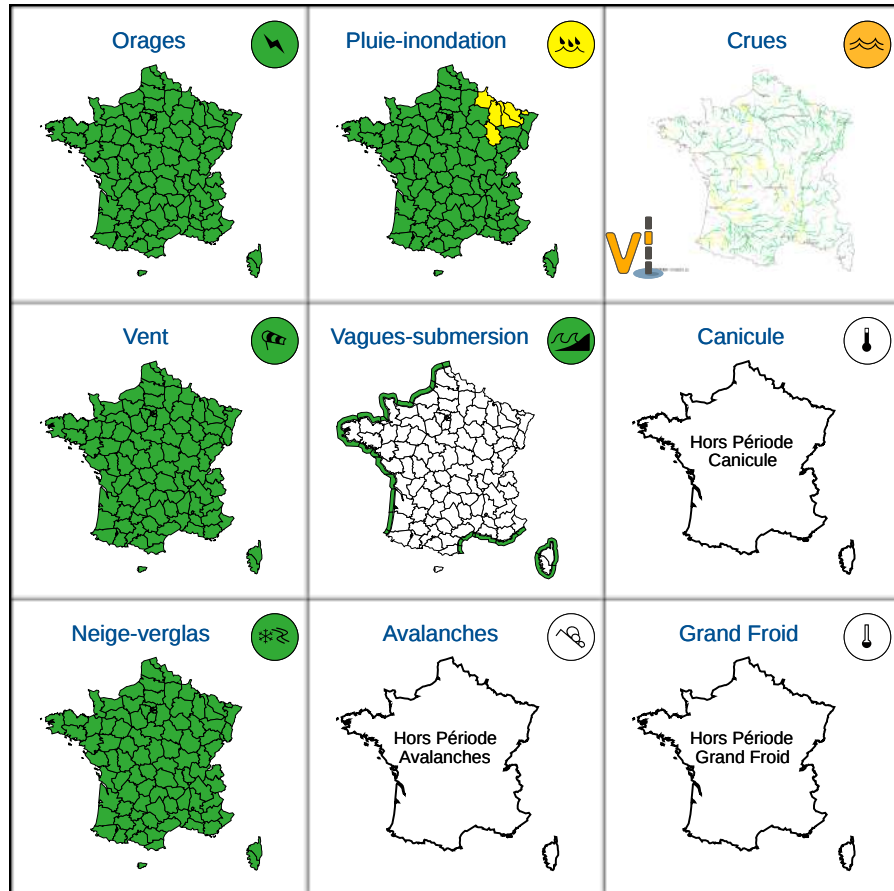 Orages
Pluie-inondation
Crues
Vent
Vagues-submersion
Canicule
Hors Période
Canicule
Neige-verglas
Avalanches
Grand Froid
Hors Période
Avalanches
Hors Période
Grand Froid